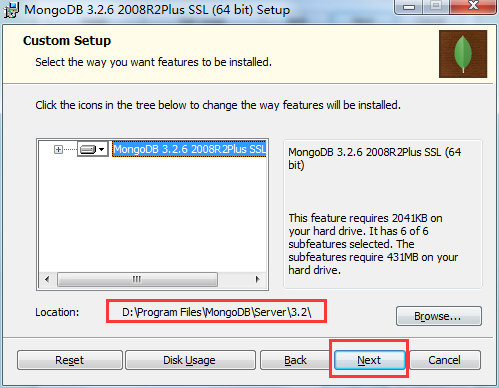 MongoDB 3.2.6 2008R2Plus SSL (64 bit) Setup
Custom Setup
Select the way you want features to be installed.
Click the icons in the tree below to change the way features will be installed.
MongoDB 3.2.6 2008R2Plus SSL
MongoDB 3.2.6 2008R2Plus SSL (64
bit)
This feature requires 2041KB on
your hard drive. It has 6 of 6
subfeatures selected. The
subfeatures require 431MB on your
hard drive.
Location:
D:\Program Files\MongoDB\Server\3.2\
Browse...
Reset
Disk Usage
Back
Next
Cancel